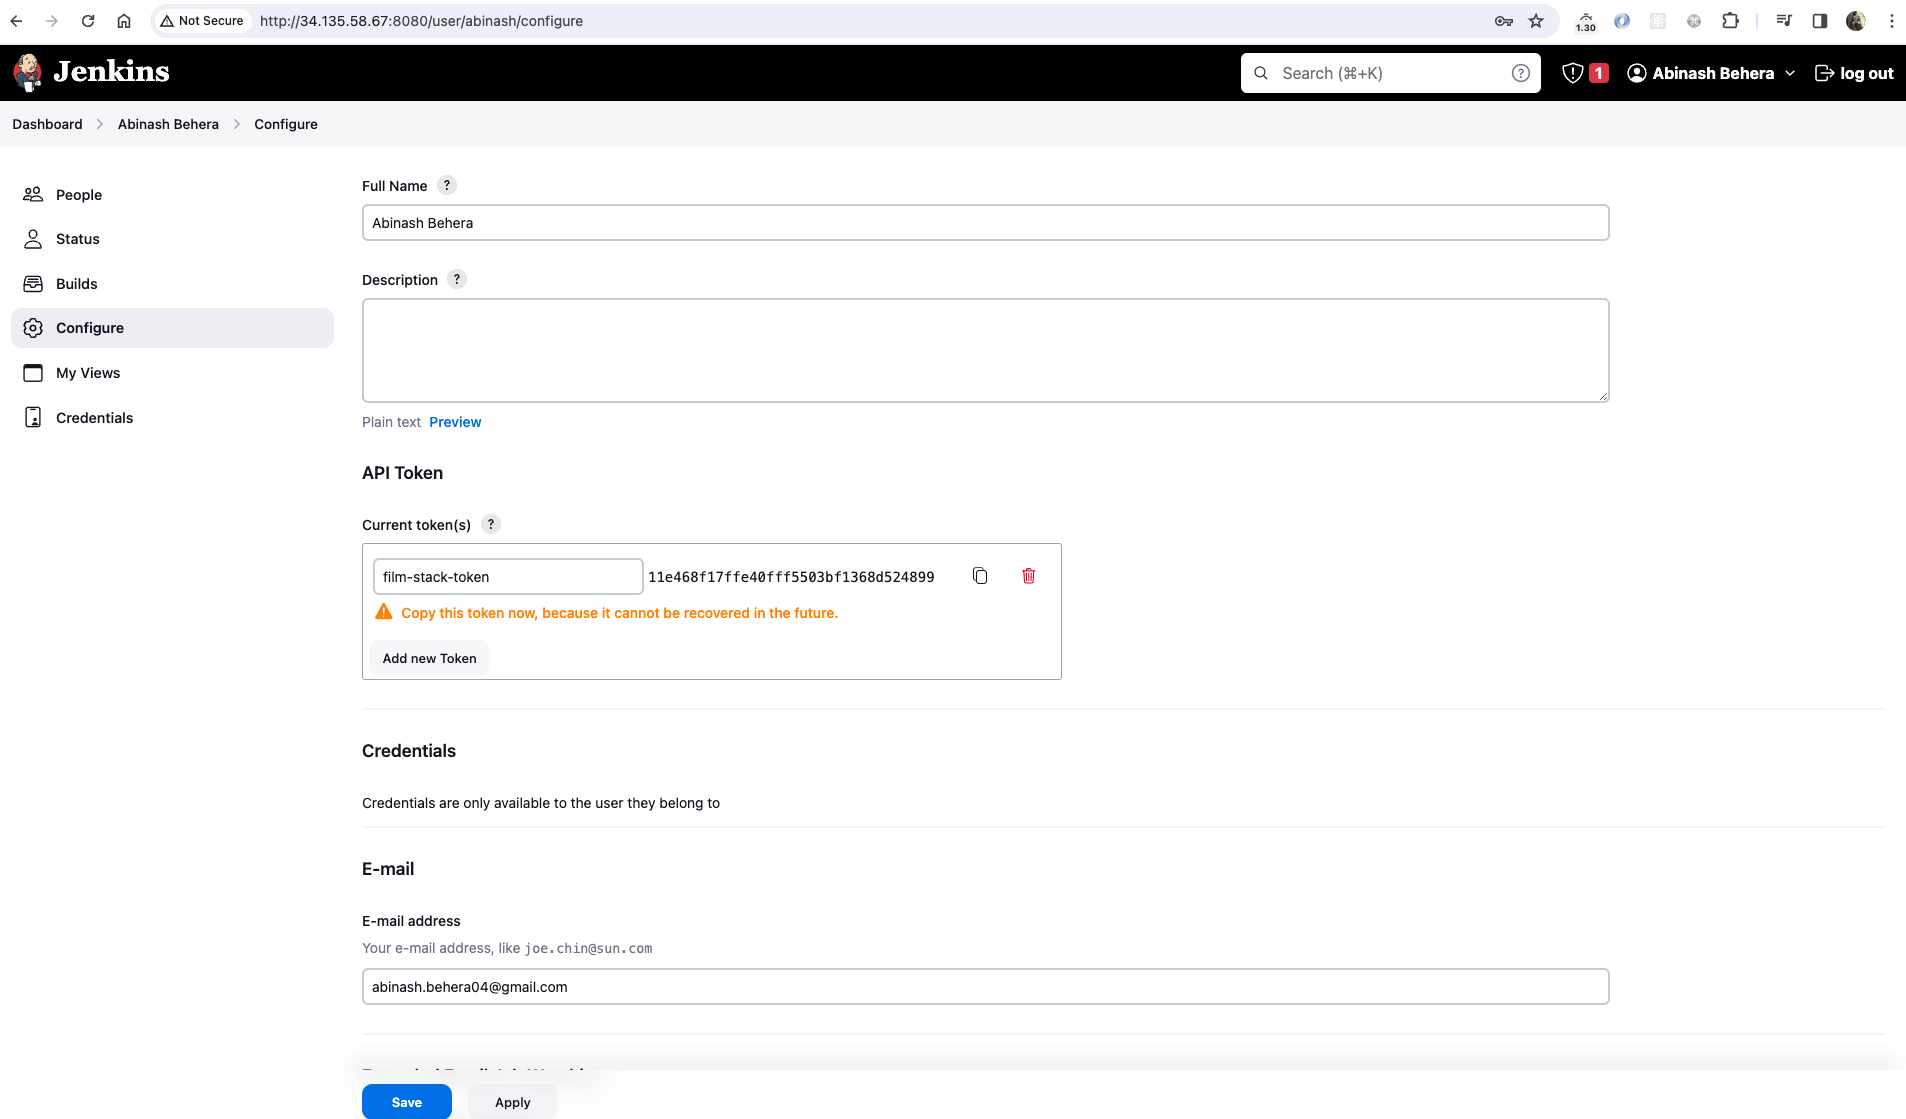 Not Secure http://34.135.58.67:8080/user/abinash/configure 1.30
Jenkins Search (⌘+K) ? 1 Abinash Behera log out
Dashboard Abinash Behera Configure
People
Status
Builds
Configure
My Views
Credentials
Full Name ?
Abinash Behera
Description ?
Plain text Preview
API Token
Current token(s) ?
film-stack-token 11e468f17ffe40fff5503bf1368d524899
Copy this token now, because it cannot be recovered in the future.
Add new Token
Credentials
Credentials are only available to the user they belong to
E-mail
E-mail address
Your e-mail address, like joe.chin@sun.com
abinash.behera04@gmail.com
Save Apply